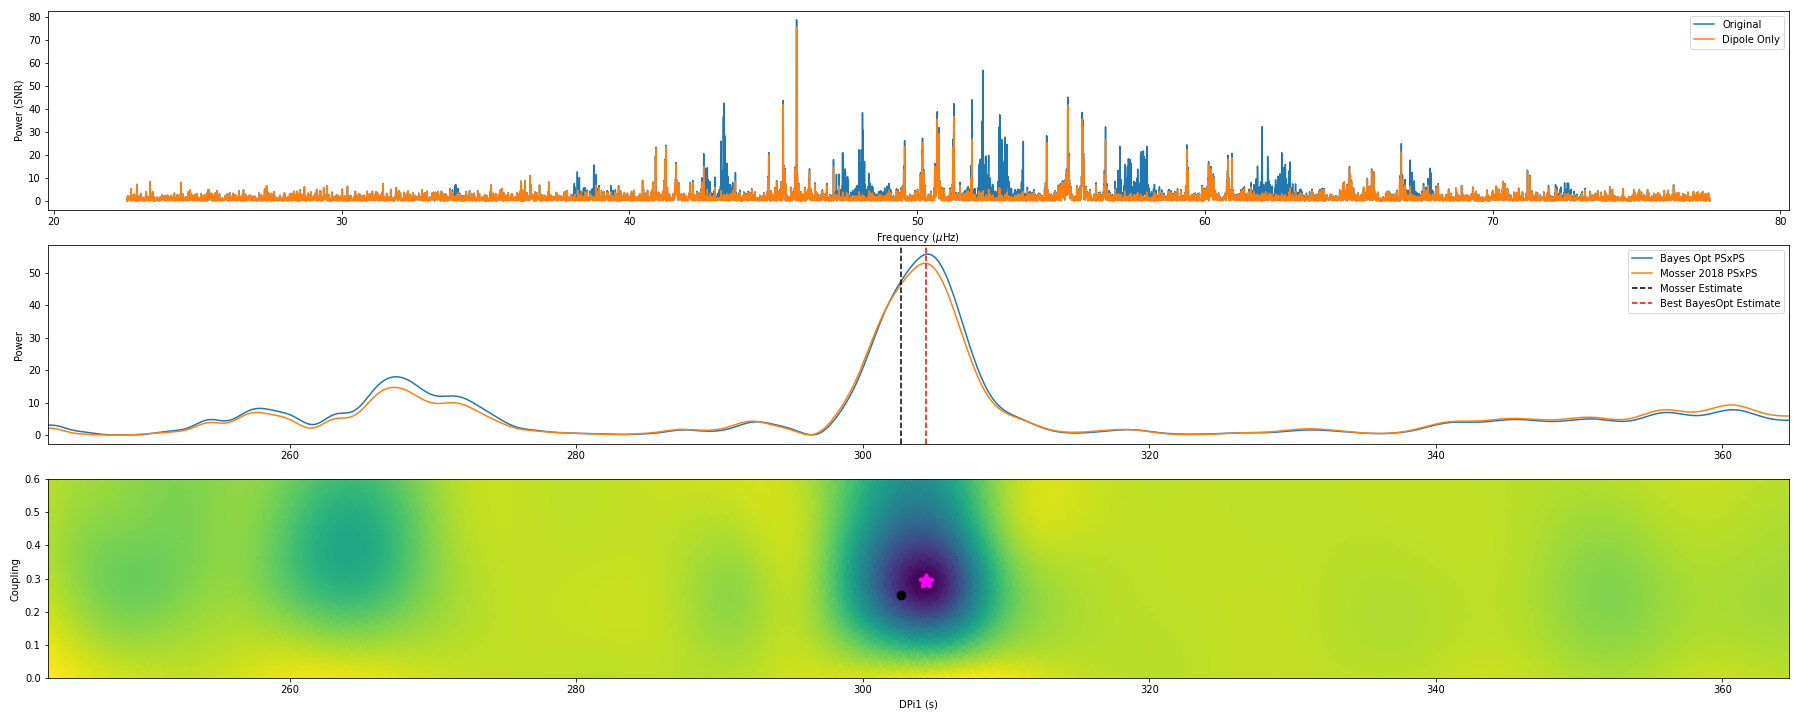 80
70
60
50
40
30
20
10
0
Power (SNR)
Original
Dipole Only
20 30 40 50 60 70 80
Frequency (μHz)
50
40
30
20
10
0
Power
Bayes Opt PSxPS
Mosser 2018 PSxPS
Mosser Estimate
Best BayesOpt Estimate
260 280 300 320 340 360
0.6
0.5
0.4
0.3
0.2
0.1
0.0
Coupling
260 280 300 320 340 360
DPi1 (s)